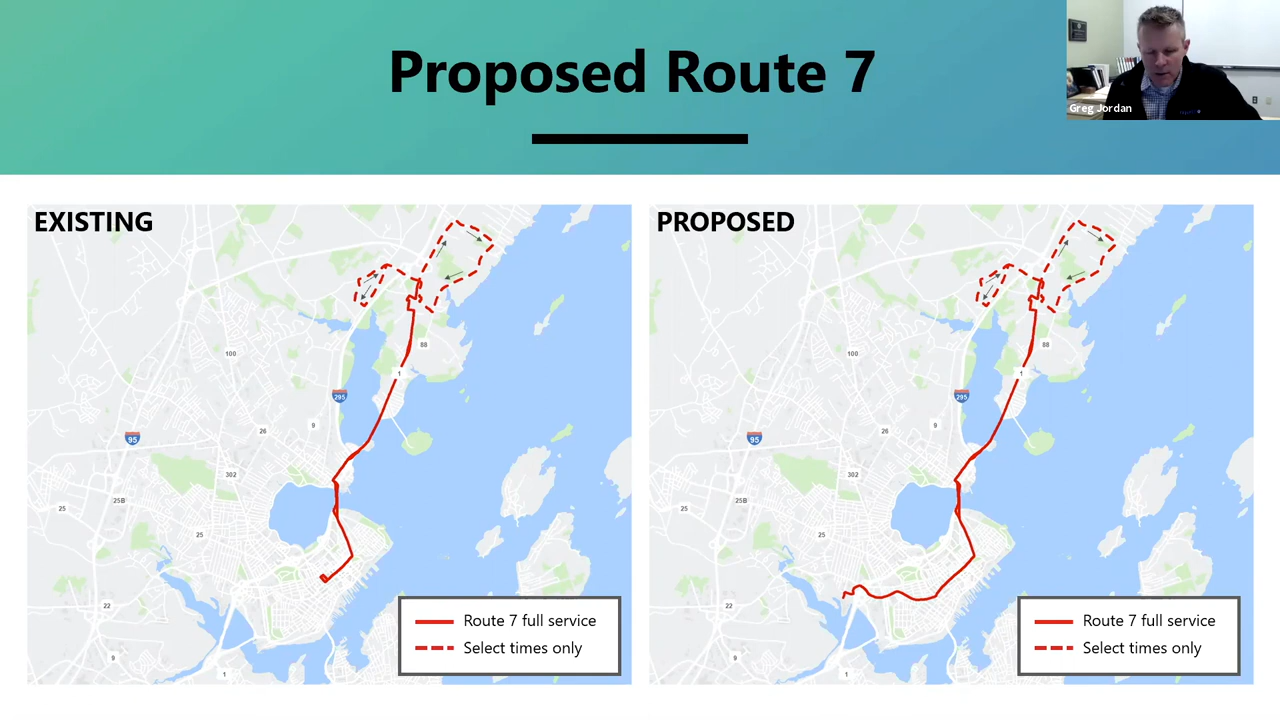 Proposed Route 7
Greg Jordan
EXISTING
100
88
1
295
9
26
95
302
25B
25
25
22
9
1
Route 7 full service
Select times only
PROPOSED
100
88
1
295
9
26
95
302
25B
25
25
22
9
1
Route 7 full service
Select times only